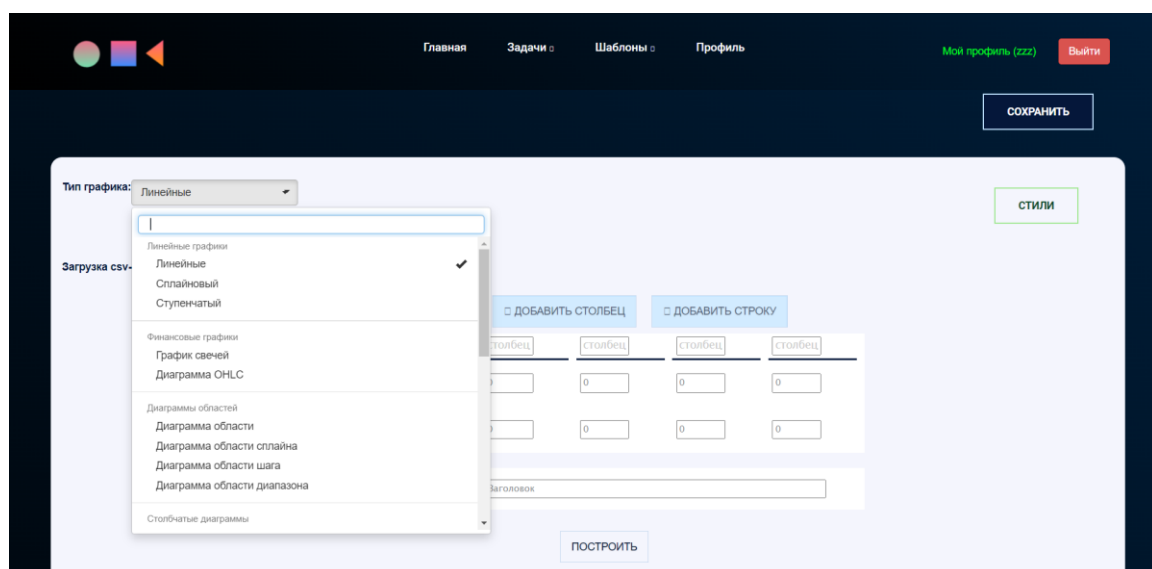 Главная Задачи Шаблоны Профиль Мой профиль (zzz) Выйти
СОХРАНИТЬ
Тип графика: Линейные
СТИЛИ
Линейные графики
Линейные
Загрузка csv-
Сплайновый
Ступенчатый
ДОБАВИТЬ СТОЛБЕЦ ДОБАВИТЬ СТРОКУ
Финансовые графики
столбец столбец столбец столбец
График свечей
Диаграмма OHLC
0 0 0
Диаграммы областей
Диаграмма области
0 0 0
Диаграмма области сплайна
Диаграмма области шага
Диаграмма области диапазона
Заголовок
Столбчатые диаграммы
ПОСТРОИТЬ